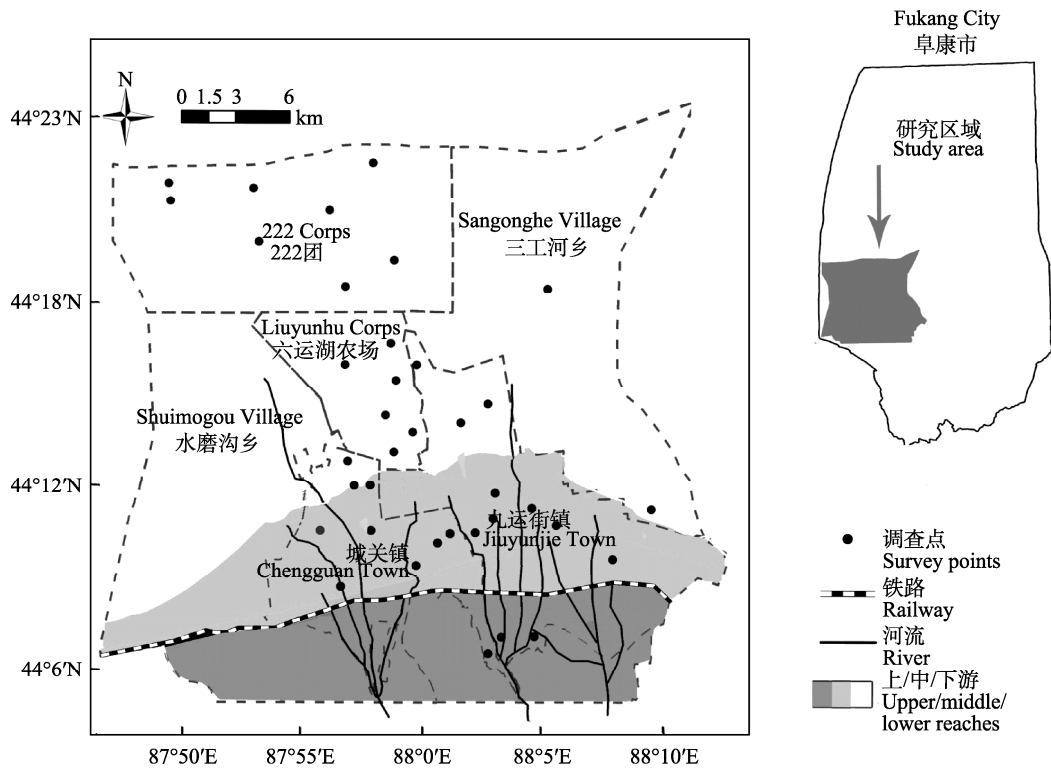 N
0 1.5 3 6
km
44°23′N
44°18′N
44°12′N
44°6′N
87°50′N
87°55′N
88°0′N
88°5′N
88°10′N
222 Corps
222团
Sangonghe Village
三工河乡
Liuyunhu Corps
六运湖农场
Shuimogou Village
水磨沟乡
九运街镇
Jiuyunjie Town
城关镇
Chengguan Town
Fukang City
阜康市
研究区域
Study area
调查点
Survey points
铁路
Railway
河流
River
上/中/下游
Upper/middle/
lower reaches